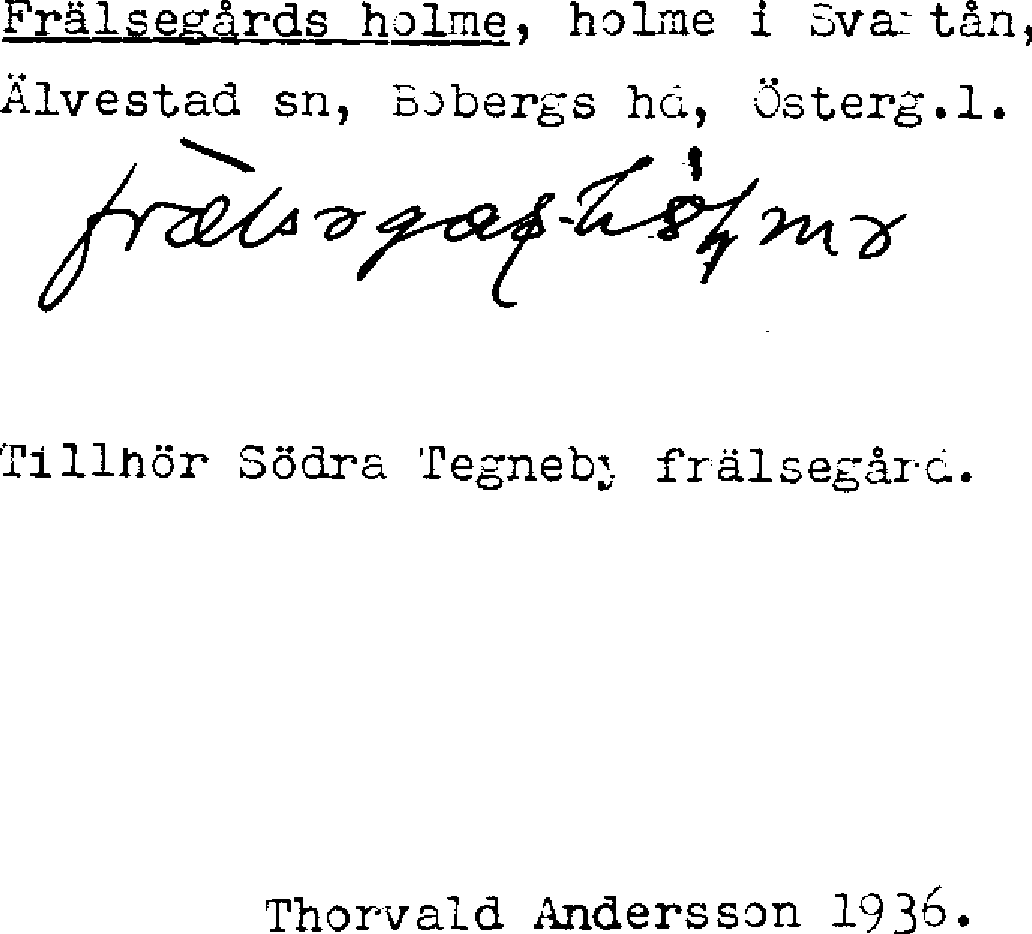 Frälsegårds holme, holme i Svartån,
Älvestad sn, Bobergs hd, Österg.l.
Tillhör Södra Tegneby frälsegård.
Thorvald Andersson 1936.